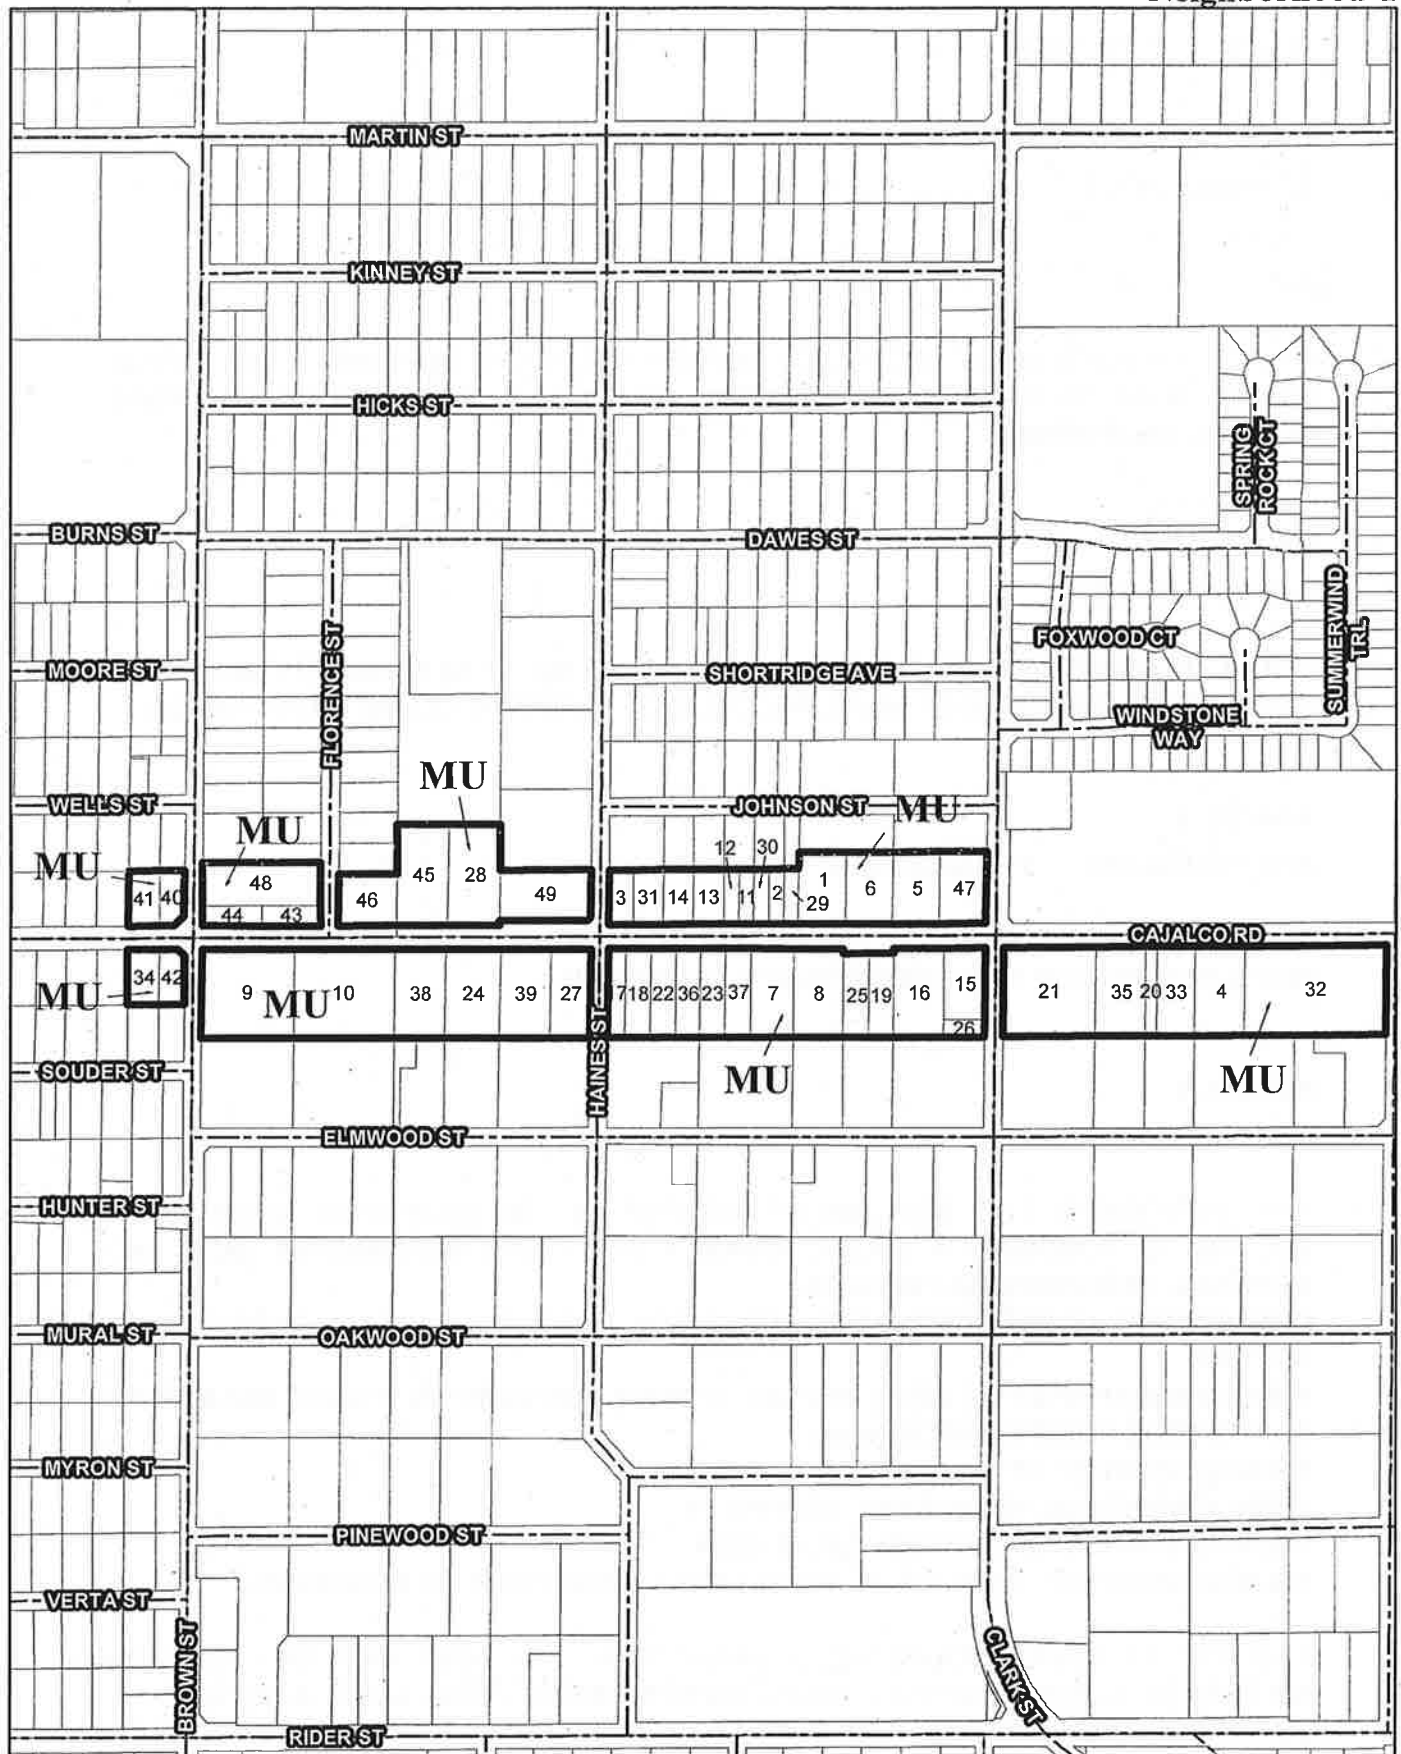 MARTIN ST
KINNEY ST
HICKS ST
SPRING
ROCK CT
BURNS ST
DAWES ST
FLORENCE ST
FOXWOOD CT
SUMMERWIND
TRL
MOORE ST
SHORTRIDGE AVE
WINDSTONE
WAY
MU
WELLS ST
JOHNSON ST
MU
MU
12 30
MU
41 40
48
44 43
46
45 28
49
3 31 14 13 11 2 29
1 6 5 47
CAJALCO RD
34 42
MU
9 MU 10 38 24 39 27
17 18 22 36 23 37 7 8 25 19 16 15
26
21 35 20 33 4 32
HAINES ST
SOUDER ST
MU
MU
ELMWOOD ST
HUNTER ST
MURAL ST
OAKWOOD ST
MYRON ST
PINEWOOD ST
VERTA ST
BROWN ST
CLARK ST
RIDER ST